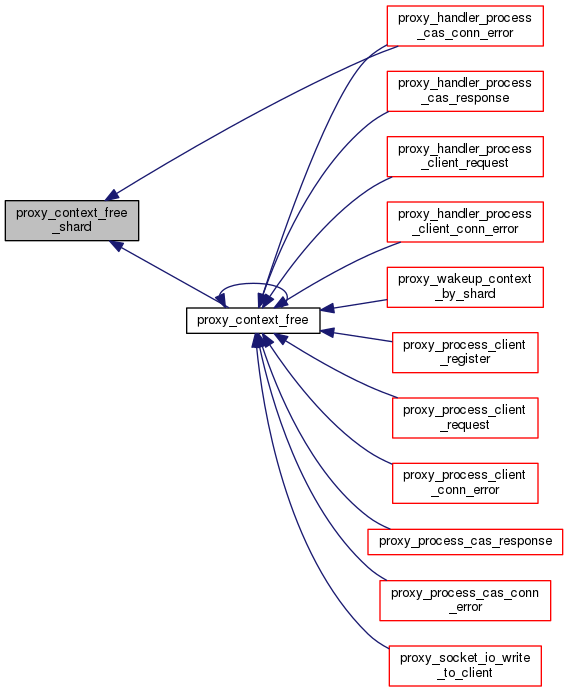 proxy_handler_process
_cas_conn_error
proxy_handler_process
_cas_response
proxy_handler_process
_client_request
proxy_context_free
_shard
proxy_handler_process
_client_conn_error
proxy_wakeup_context
_by_shard
proxy_context_free
proxy_process_client
_register
proxy_process_client
_request
proxy_process_client
_conn_error
proxy_process_cas_response
proxy_process_cas_conn
_error
proxy_socket_io_write
_to_client